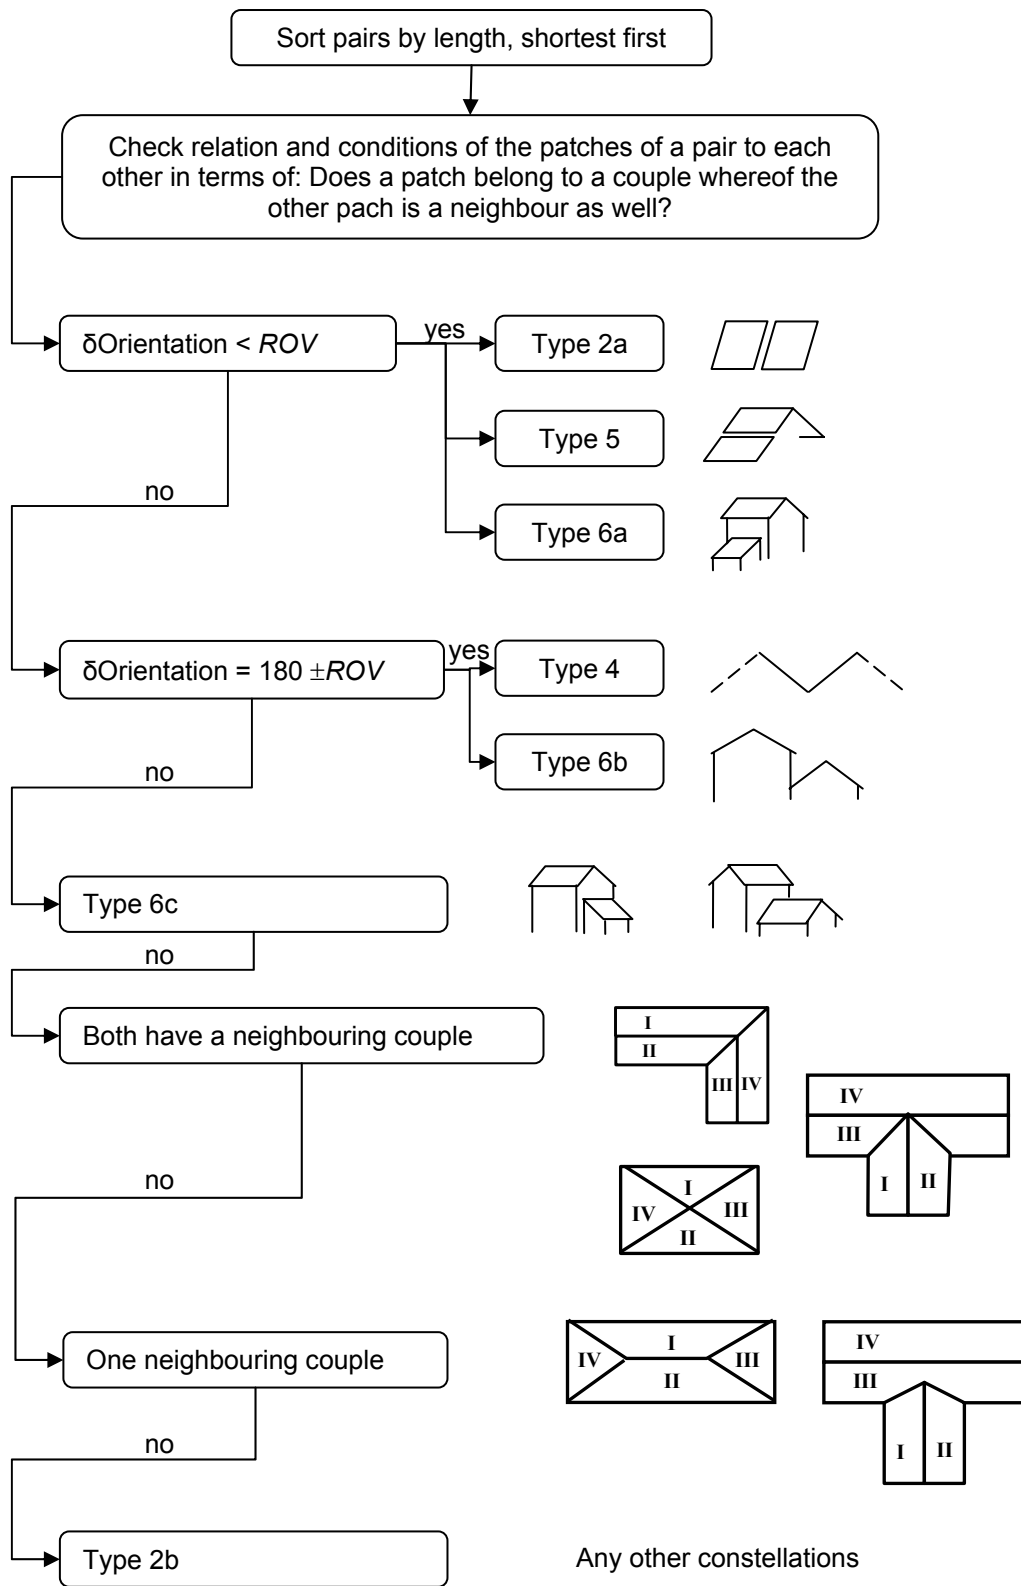 Sort pairs by length, shortest first
Check relation and conditions of the patches of a pair to each
other in terms of: Does a patch belong to a couple whereof the
other pach is a neighbour as well?
δOrientation < ROV
yes
Type 2a
Type 5
no
Type 6a
δOrientation = 180 ±ROV
yes
Type 4
no
Type 6b
Type 6c
no
Both have a neighbouring couple
I
II
III
IV
IV
III
I
II
no
I
IV
III
II
One neighbouring couple
I
IV
III
II
IV
III
I
II
no
Type 2b
Any other constellations